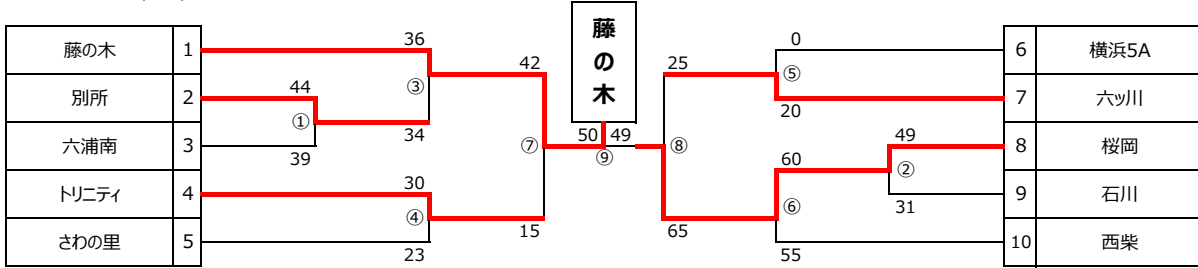 藤の木 1
別所 2
六浦南 3
トリニティ 4
さわの里 5
36
44
①
39
③
34
30
④
23
42
⑦
15
藤の木
50 49
⑨
25
⑧
65
0
⑤
20
60
⑥
55
49
②
31
6 横浜5A
7 六ッ川
8 桜岡
9 石川
10 西柴